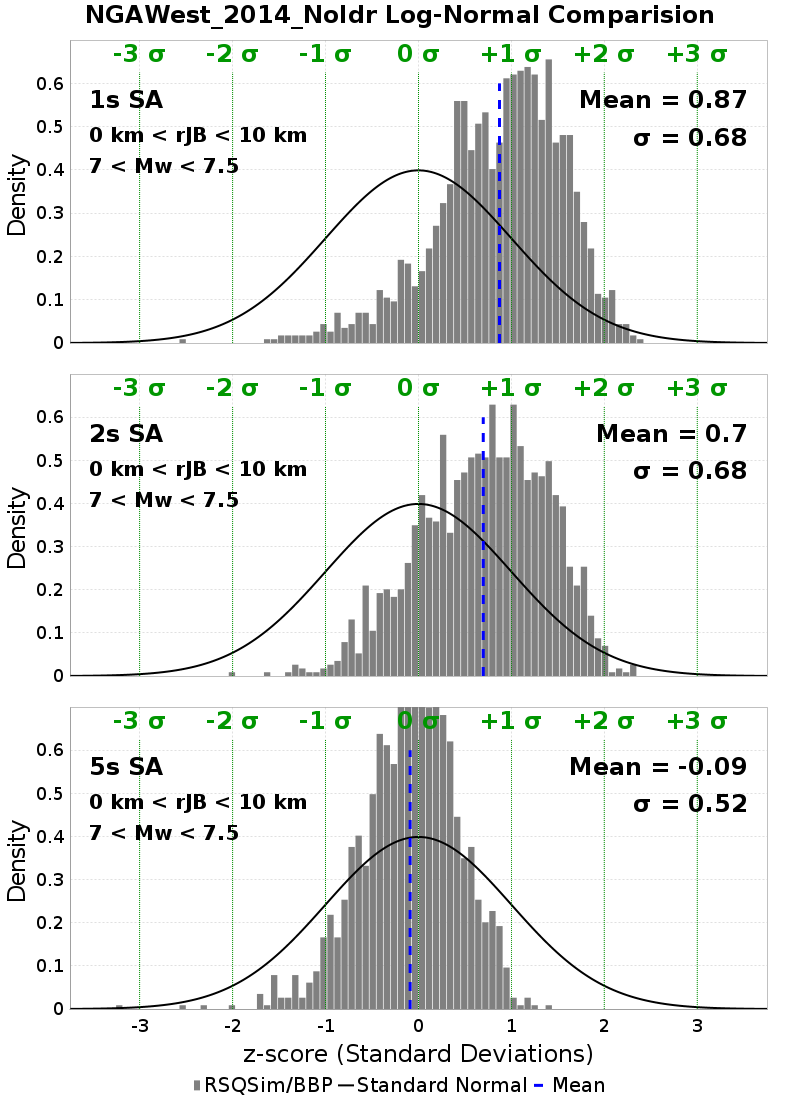 NGAWest_2014_NoIdr Log-Normal Comparision
-3 σ -2 σ -1 σ 0 σ +1 σ +2 σ +3 σ
1s SA
Mean = 0.87
0 km < rJB < 10 km
σ = 0.68
7 < Mw < 7.5
0.6
0.5
0.4
0.3
0.2
0.1
0
Density
-3 σ -2 σ -1 σ 0 σ +1 σ +2 σ +3 σ
2s SA
Mean = 0.7
0 km < rJB < 10 km
σ = 0.68
7 < Mw < 7.5
0.6
0.5
0.4
0.3
0.2
0.1
0
Density
-3 σ -2 σ -1 σ 0 σ +1 σ +2 σ +3 σ
5s SA
Mean = -0.09
0 km < rJB < 10 km
σ = 0.52
7 < Mw < 7.5
0.6
0.5
0.4
0.3
0.2
0.1
0
Density
-3 -2 -1 0 1 2 3
z-score (Standard Deviations)
RSQSim/BBP Standard Normal Mean